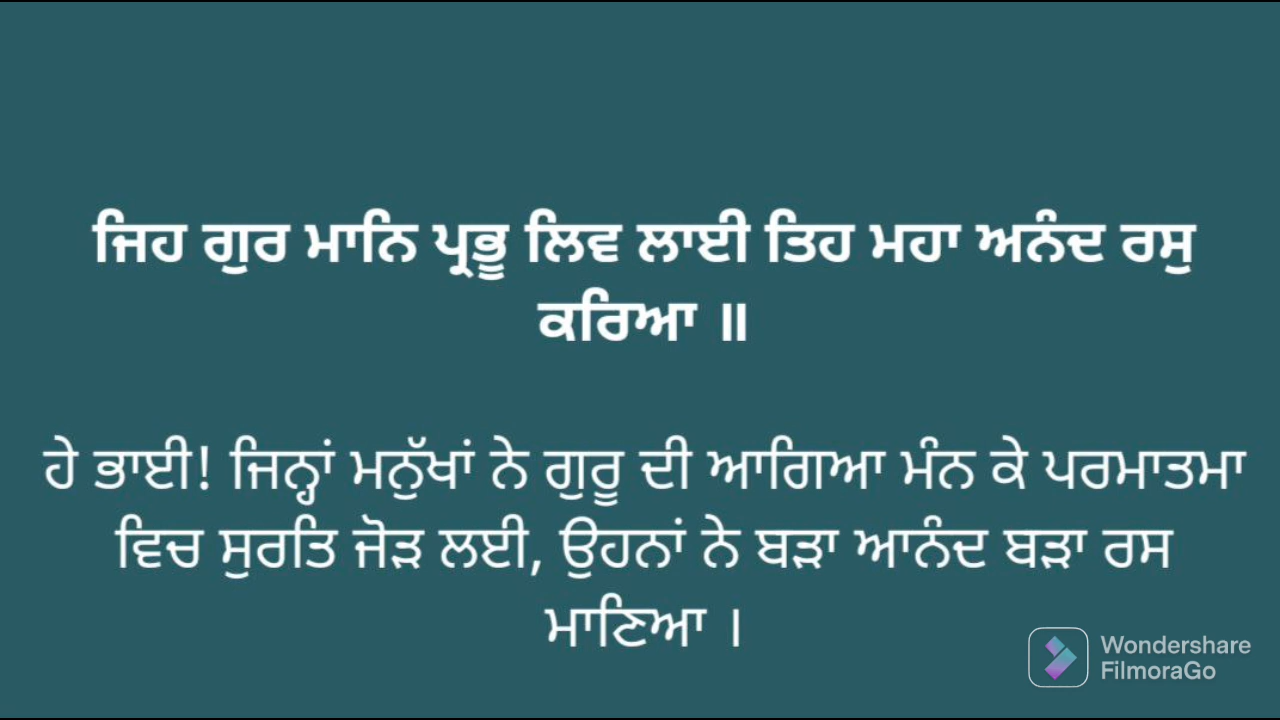 ਜਿਹ ਗੁਰ ਮਾਨਿ ਪ੍ਰਭੂ ਲਿਵ ਲਾਈ ਤਿਹ ਮਹਾ ਅਨੰਦ ਰਸੁ
ਕਰਿਆ ॥
ਹੇ ਭਾਈ! ਜਿਨ੍ਹਾਂ ਮਨੁੱਖਾਂ ਨੇ ਗੁਰੂ ਦੀ ਆਗਿਆ ਮੰਨ ਕੇ ਪਰਮਾਤਮਾ
ਵਿਚ ਸੁਰਤਿ ਜੋੜ ਲਈ, ਉਹਨਾਂ ਨੇ ਬੜਾ ਆਨੰਦ ਬੜਾ ਰਸ
ਮਾਣਿਆ ।
Wondershare
FilmoraGo